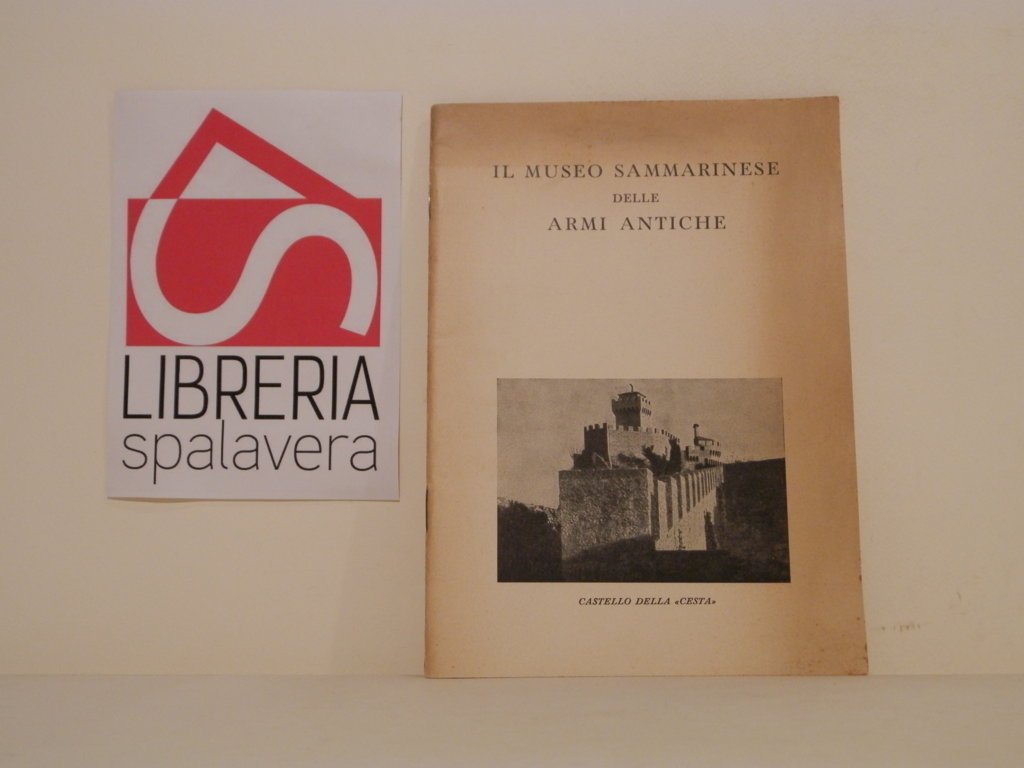 LIBRERIA
spalavera
IL MUSEO SAMMARINESE
DELLE
ARMI ANTICHE
CASTELLO DELLA «CESTA»